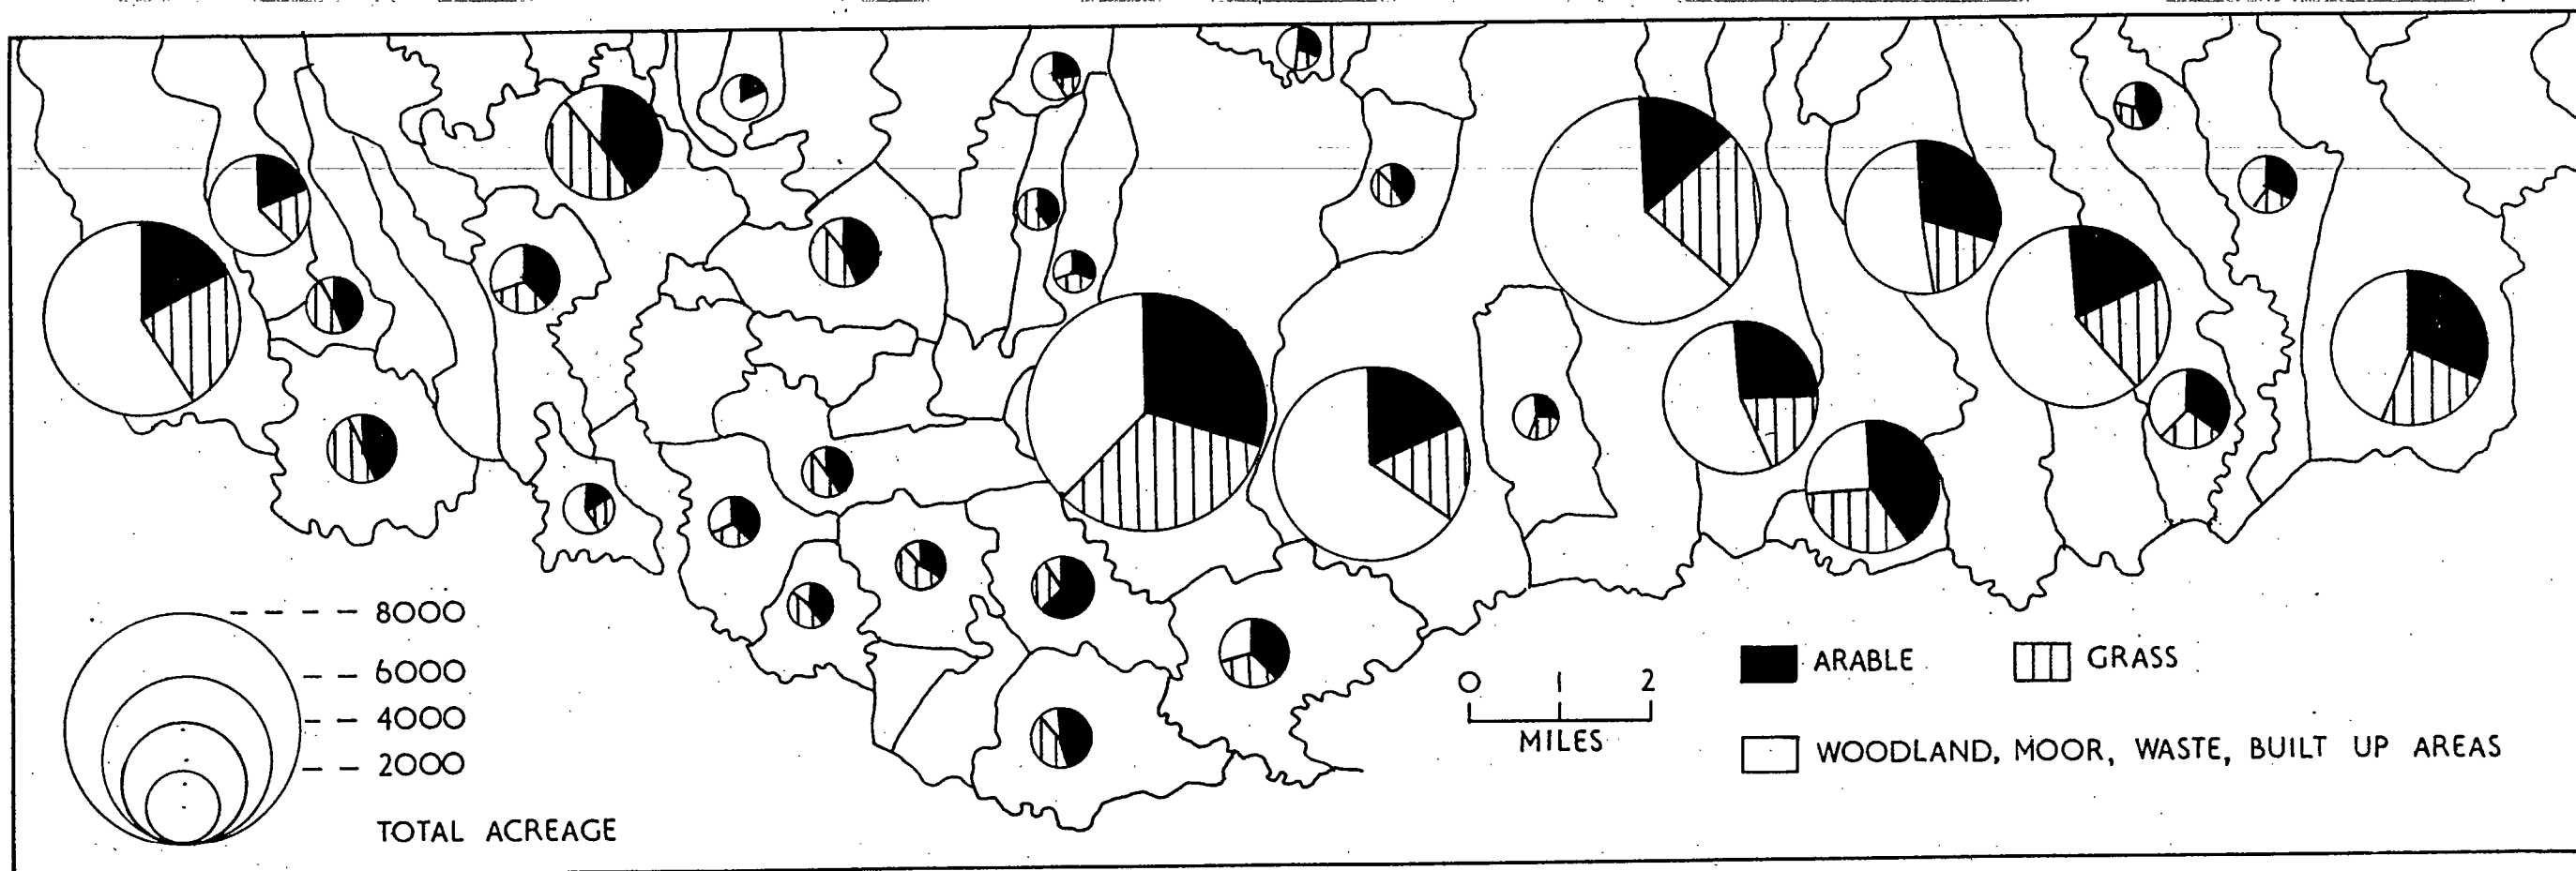 8000
6000
4000
2000
TOTAL ACREAGE
0 1 2
MILES
ARABLE GRASS
WOODLAND, MOOR, WASTE, BUILT UP AREAS